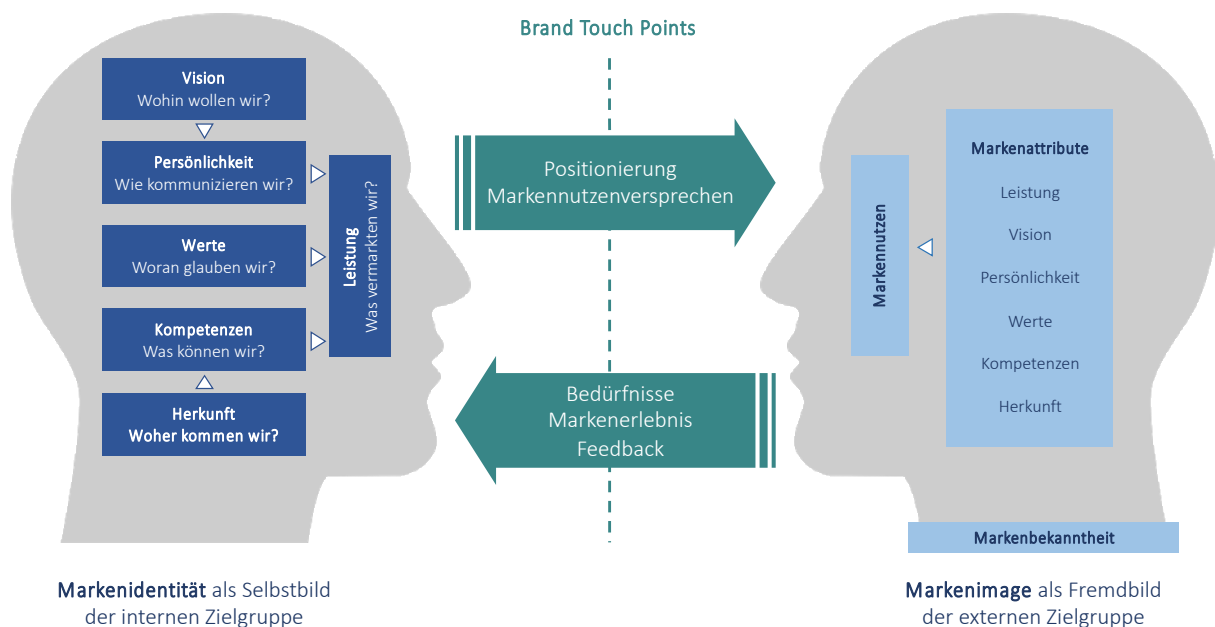 Brand Touch Points
Vision
Wohin wollen wir?
Persönlichkeit
Wie kommunizieren wir?
Werte
Woran glauben wir?
Kompetenzen
Was können wir?
Herkunft
Woher kommen wir?
Leistung
Was vermarkten wir?
Positionierung
Markennutzenversprechen
Bedürfnisse
Markenerlebnis
Feedback
Markennutzen
Markenattribute
Leistung
Vision
Persönlichkeit
Werte
Kompetenzen
Herkunft
Markenbekanntheit
Markenidentität als Selbstbild
der internen Zielgruppe
Markenimage als Fremdbild
der externen Zielgruppe